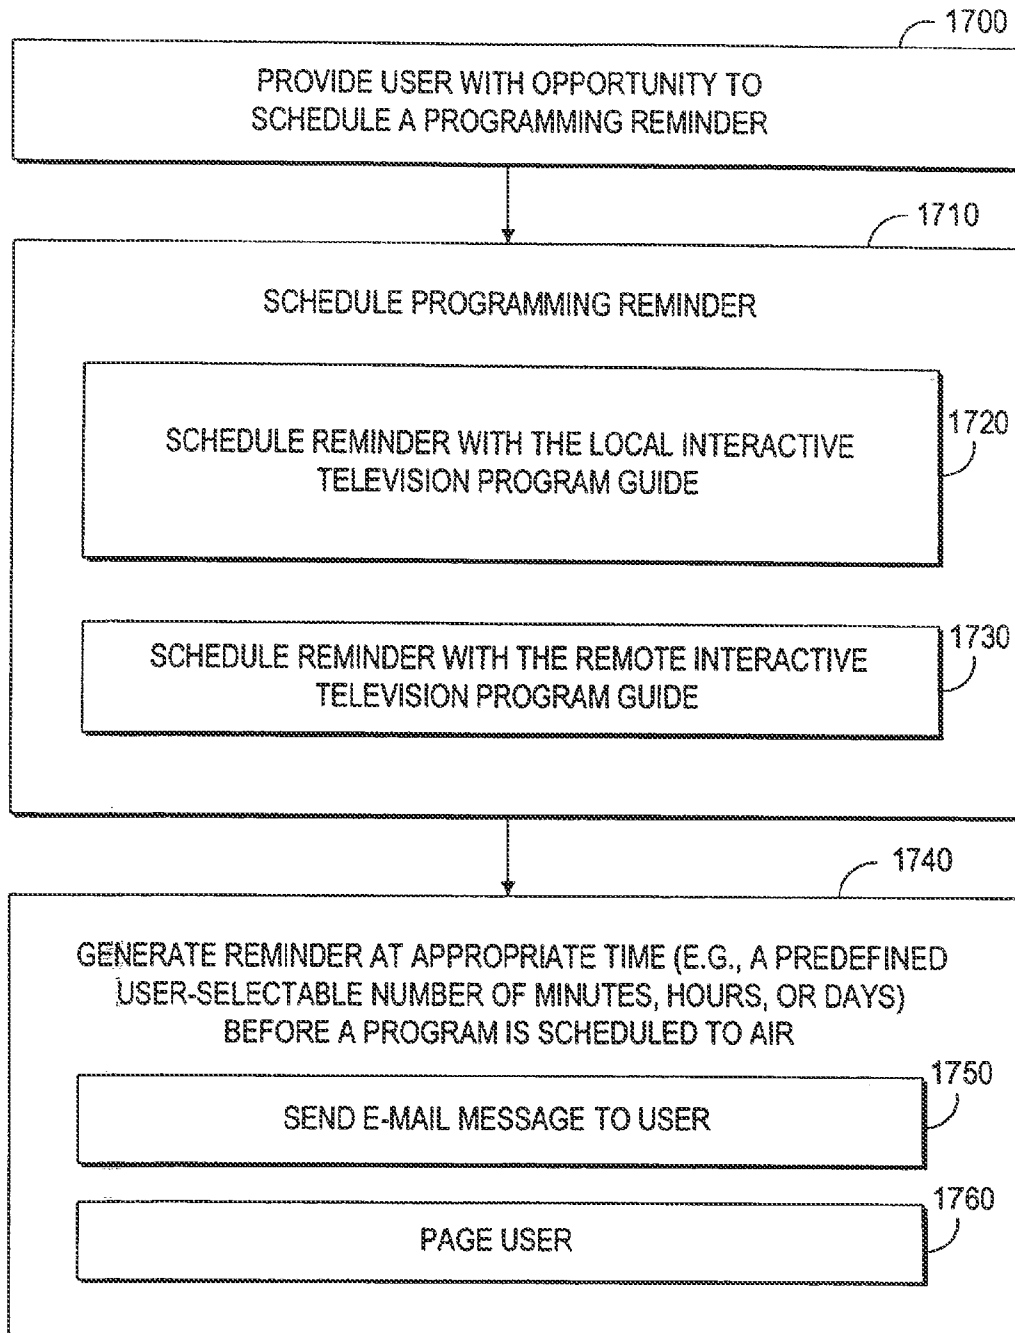 1700
PROVIDE USER WITH OPPORTUNITY TO
SCHEDULE A PROGRAMMING REMINDER
1710
SCHEDULE PROGRAMMING REMINDER
SCHEDULE REMINDER WITH THE LOCAL INTERACTIVE
TELEVISION PROGRAM GUIDE
1720
SCHEDULE REMINDER WITH THE REMOTE INTERACTIVE
TELEVISION PROGRAM GUIDE
1730
1740
GENERATE REMINDER AT APPROPRIATE TIME (E.G., A PREDEFINED
USER-SELECTABLE NUMBER OF MINUTES, HOURS, OR DAYS)
BEFORE A PROGRAM IS SCHEDULED TO AIR
1750
SEND E-MAIL MESSAGE TO USER
1760
PAGE USER